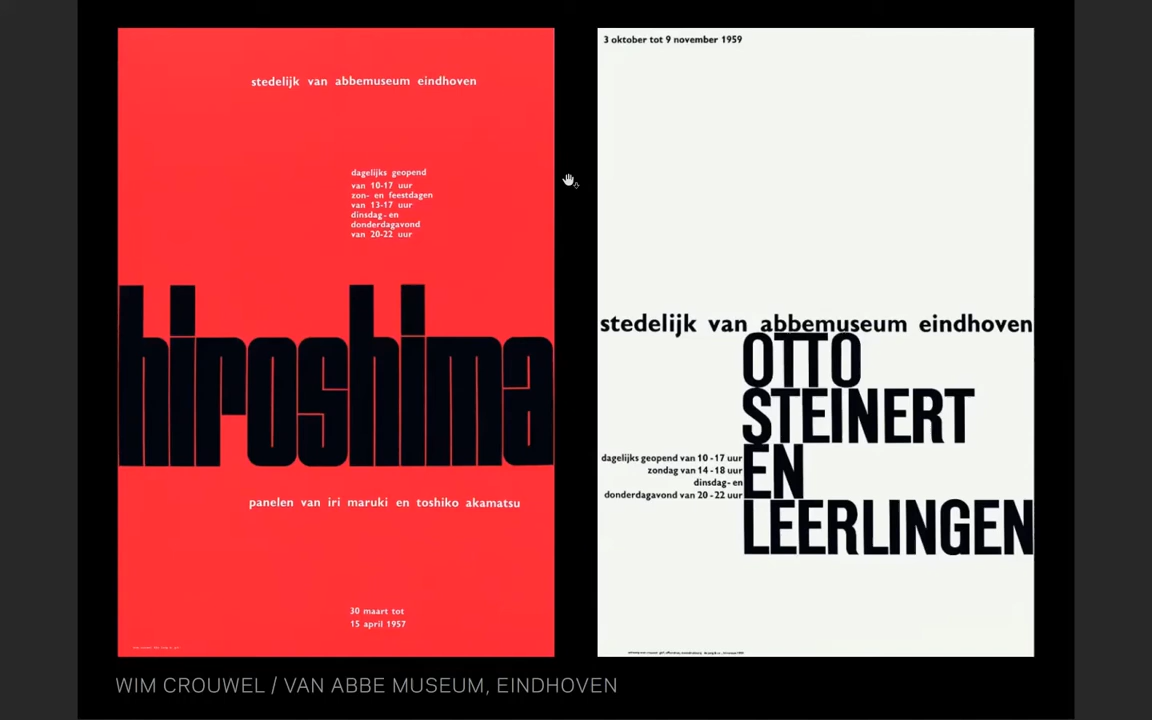 stedelijk van abbemuseum eindhoven
dagelijks geopend
van 10-17 uur
zon- en feestdagen
van 13-17 uur
dinsdag- en
donderdagavond
van 20-22 uur
hiroshima
panelen van iri maruki en toshiko akamatsu
30 maart tot
15 april 1957
3 oktober tot 9 november 1959
stedelijk van abbemuseum eindhoven
OTTO
STEINERT
EN
LEERLINGEN
dagelijks geopend van 10-17 uur
zondag van 14-18 uur
dinsdag-en
donderdagavond van 20-22 uur
WIM CROUWEL / VAN ABBE MUSEUM, EINDHOVEN